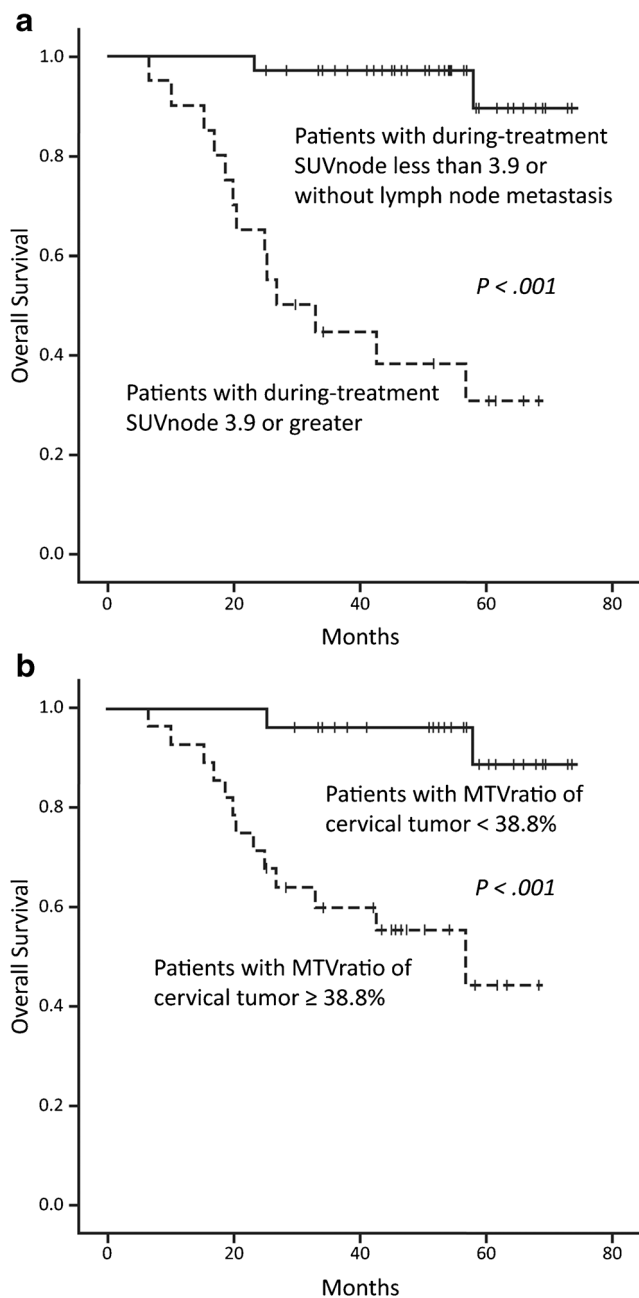 a
1.0
0.8
0.6
0.4
0.2
0.0
Overall Survival
Patients with during-treatment
SUVnode less than 3.9 or
without lymph node metastasis
P < .001
Patients with during-treatment
SUVnode 3.9 or greater
0 20 40 60 80
Months
b
1.0
0.8
0.6
0.4
0.2
0.0
Overall Survival
Patients with MTVratio of
cervical tumor < 38.8%
P < .001
Patients with MTVratio of
cervical tumor ≥ 38.8%
0 20 40 60 80
Months